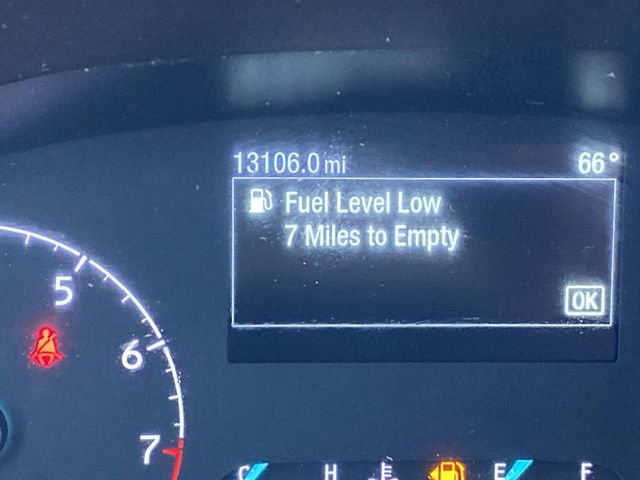 13106.0 mi 66°
Fuel Level Low
7 Miles to Empty
OK
5
6
7
C H E F